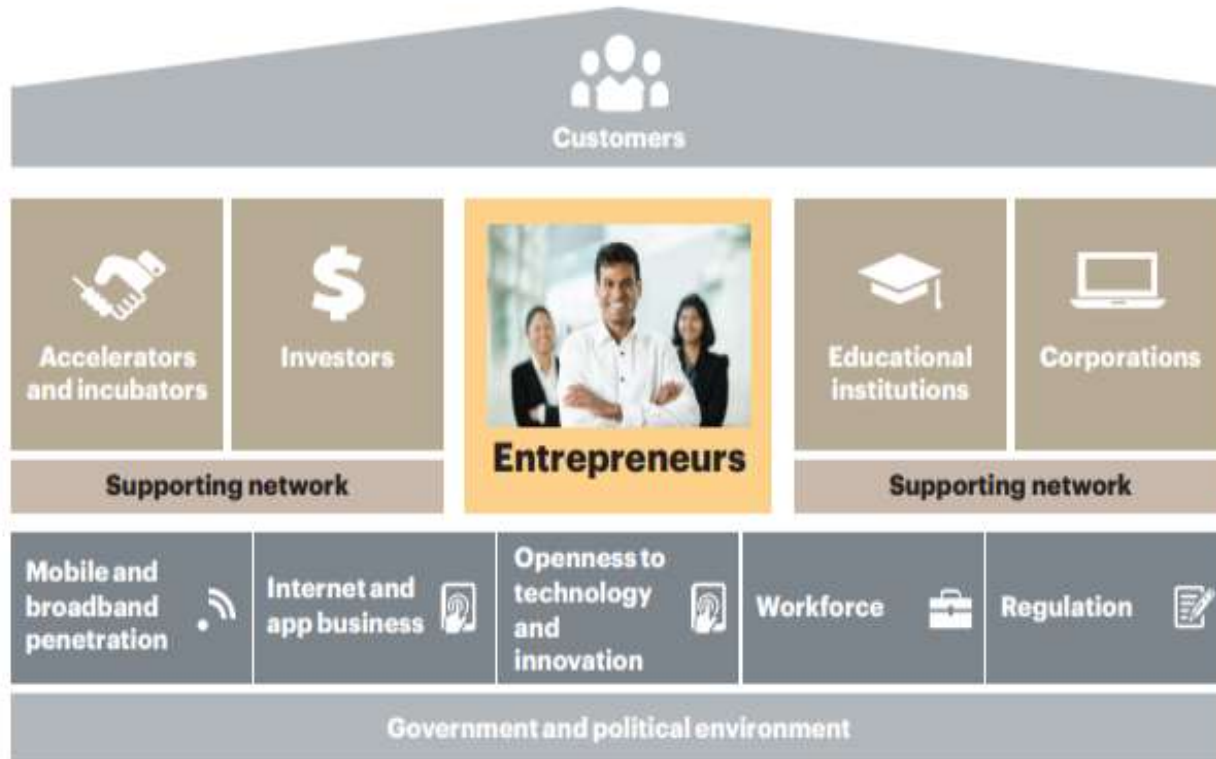 Customers
Accelerators
and incubators
Investors
Entrepreneurs
Educational
institutions
Corporations
Supporting network
Supporting network
Mobile and
broadband
penetration
Internet and
app business
Openness to
technology
and
innovation
Workforce
Regulation
Government and political environment